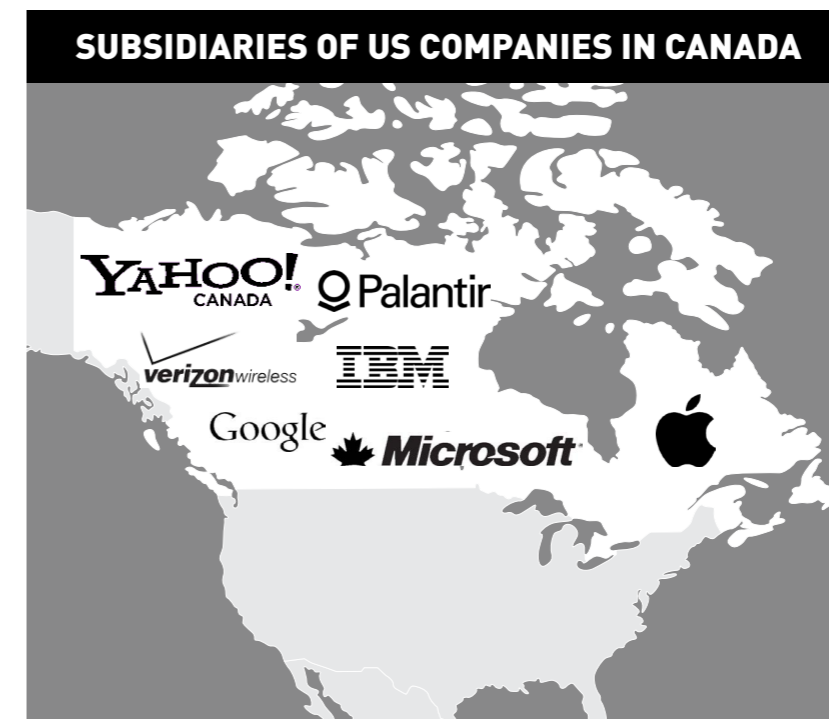 SUBSIDIARIES OF US COMPANIES IN CANADA
YAHOO!
CANADA
Palantir
verizonwireless
IBM
Google
Microsoft